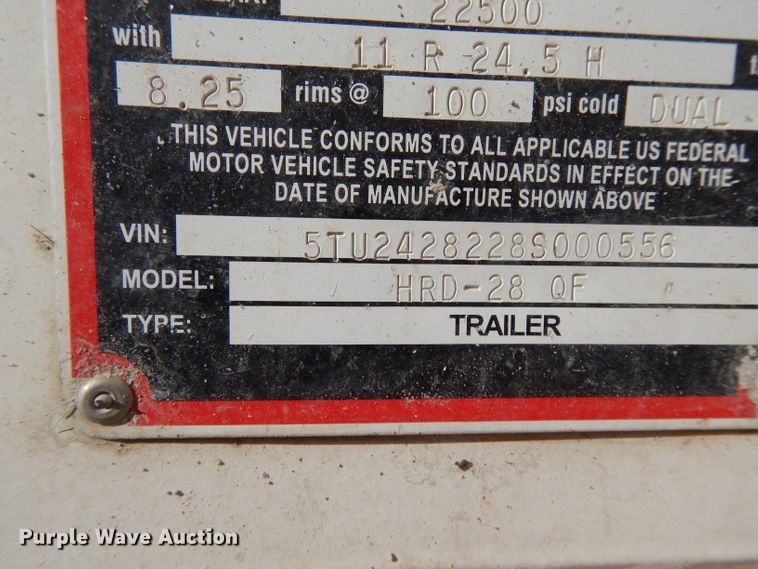 22500
with 11 R 24.5 H
8.25 rims @ 100 psi cold DUAL
THIS VEHICLE CONFORMS TO ALL APPLICABLE US FEDERAL
MOTOR VEHICLE SAFETY STANDARDS IN EFFECT ON THE
DATE OF MANUFACTURE SHOWN ABOVE
VIN: 5TU2428228S000556
MODEL: HRD-28 QF
TYPE: TRAILER
Purple Wave Auction